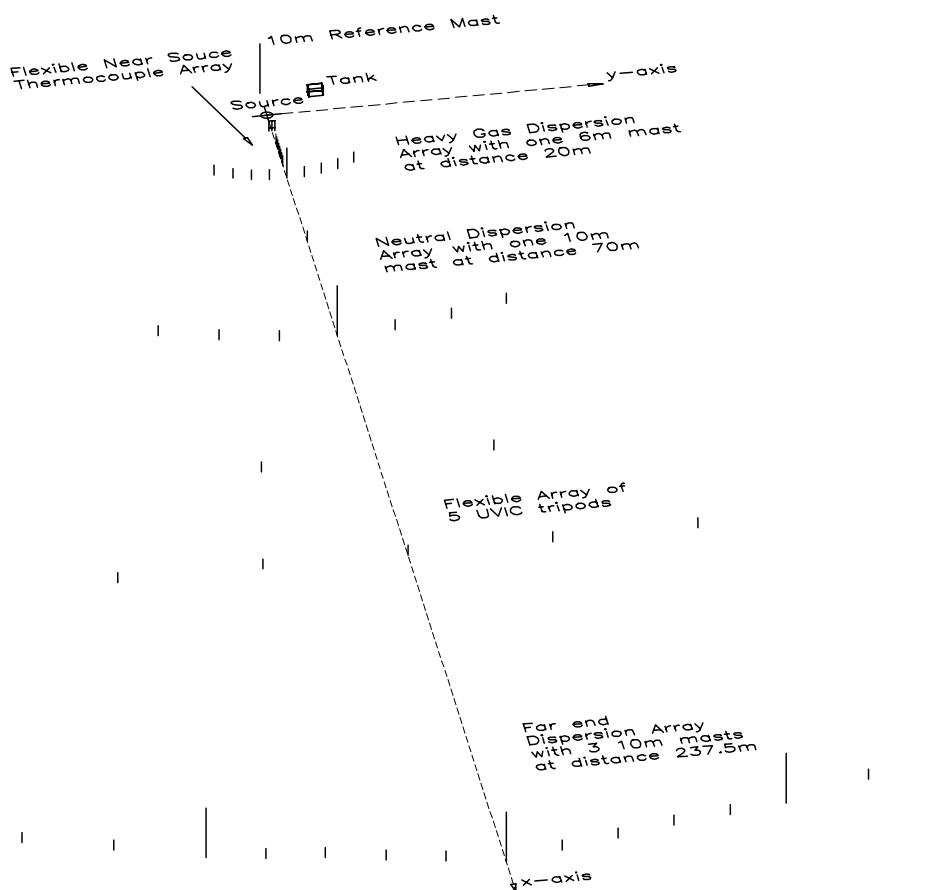 10m Reference Mast
Flexible Near Souce
Thermocouple Array
Tank
Source
y-axis
Heavy Gas Dispersion
Array with one 6m mast
at distance 20m
Neutral Dispersion
Array with one 10m
mast at distance 70m
Flexible Array of
5 UVIC tripods
Far end
Dispersion Array
with 3 10m masts
at distance 237.5m
x-axis